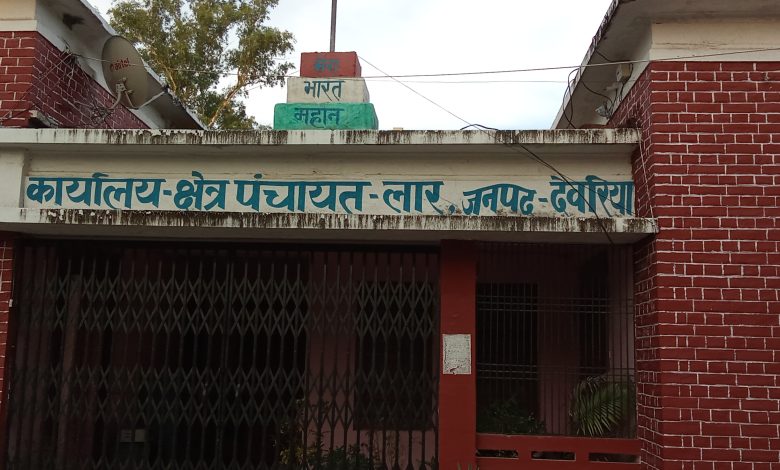 मेरा
भारत
महान
कार्यालय-क्षेत्र पंचायत-लार, जनपद-देवरिया